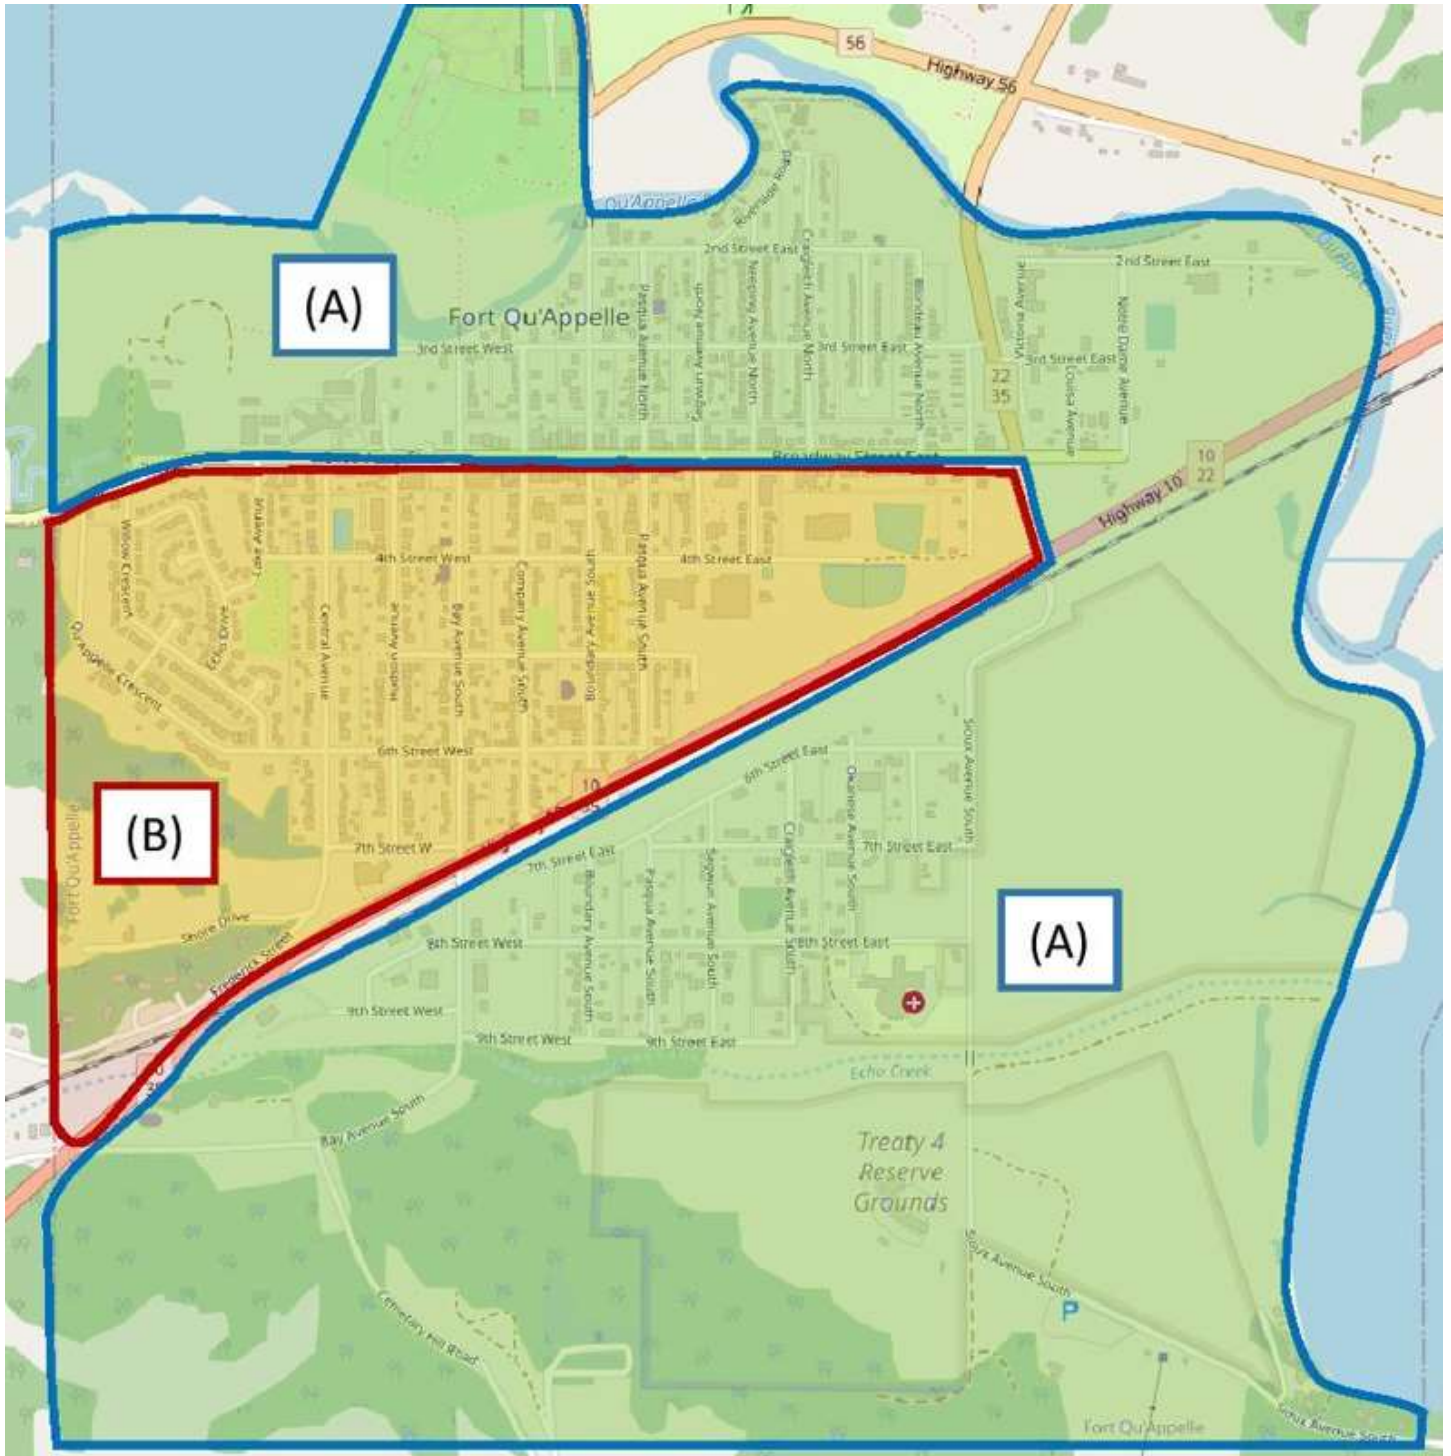 56
Highway 56
Qu'Appelle
Riverside Road
2nd Street East
2nd Street East
Qu'Appelle
(A)
Fort Qu'Appelle
Pasqua Avenue North
Segwun Avenue North
Keeping Avenue North
Craigleith Avenue North
Blondeau Avenue North
Victoria Avenue
Notre Dame Avenue
3rd Street West
3rd Street East
3rd Street East
Louisa Avenue
22
35
Broadway Street East
10
22
Highway 10
Willow Crescent
4th Street West
4th Street East
Pasqua Avenue South
Boundary Avenue South
Company Avenue South
Bay Avenue South
Hudson Avenue
Central Avenue
Echo Drive
Qu'Appelle Crescent
6th Street West
10
6th Street East
Sioux Avenue South
Okanese Avenue South
(B)
Fort Qu'Appelle
7th Street W
7th Street East
7th Street East
Craigleith Avenue South
Segwun Avenue South
Pasqua Avenue South
Boundary Avenue South
Shore Drive
Frederick Street
8th Street West
8th Street East
(A)
9th Street West
9th Street West
9th Street East
Echo Creek
Bay Avenue South
Treaty 4
Reserve
Grounds
Sioux Avenue South
P
Cemetery Hill Road
Fort Qu'Appelle
Sioux Avenue South